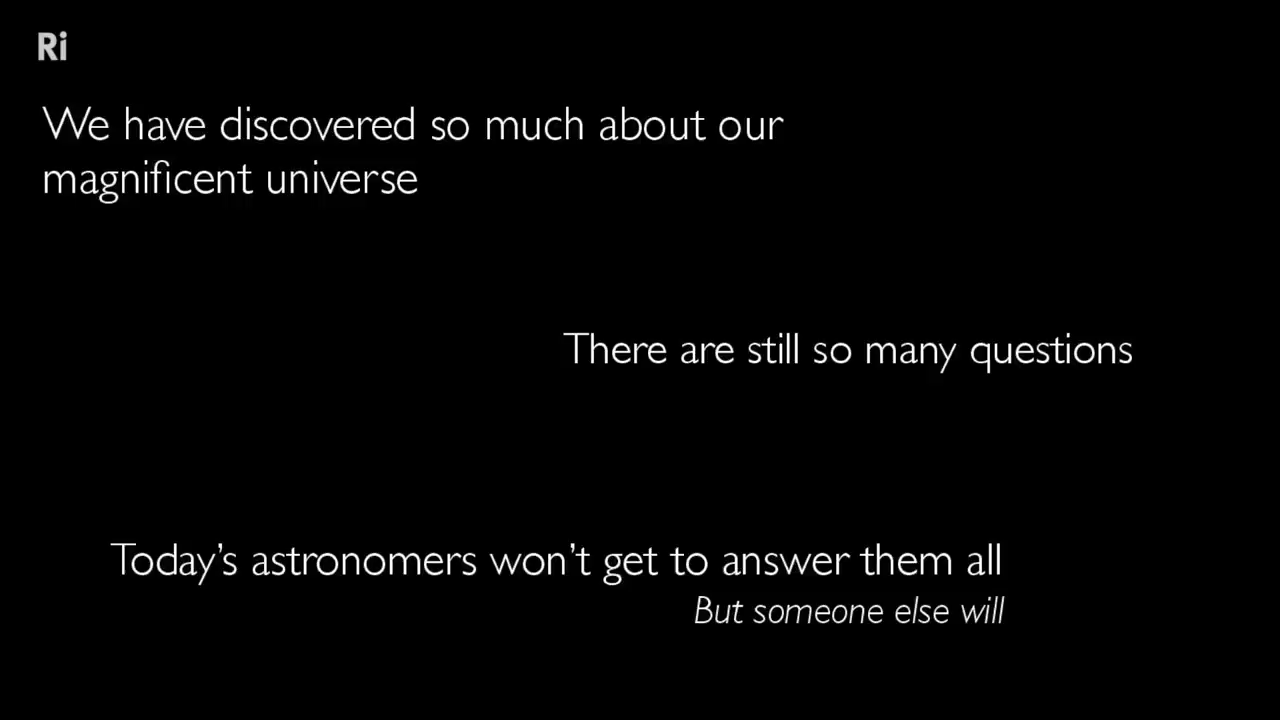 Ri
We have discovered so much about our
magnificent universe
There are still so many questions
Today’s astronomers won’t get to answer them all
But someone else will